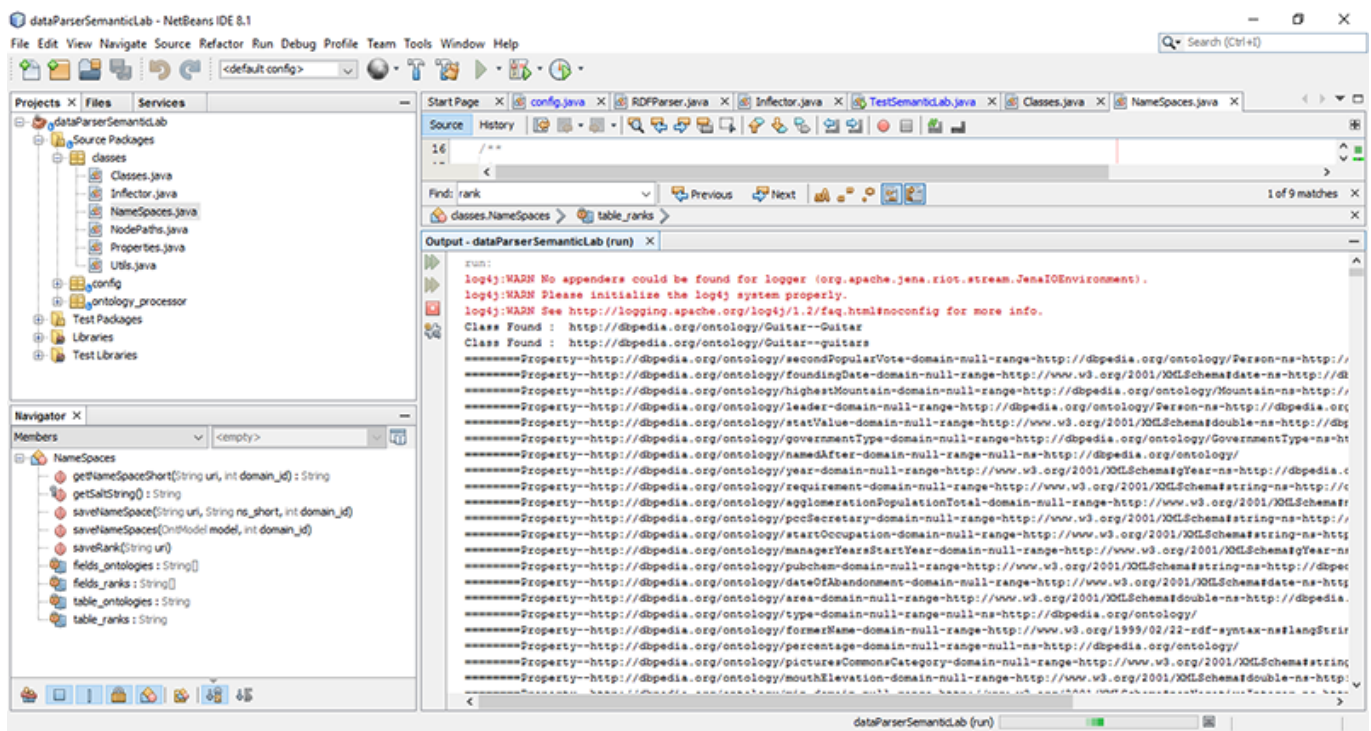 dataParserSemanticLab - NetBeans IDE 8.1
File Edit View Navigate Source Refactor Run Debug Profile Team Tools Window Help
Search (Ctrl+I)
<default config>
Projects Files Services
dataParserSemanticLab
Source Packages
classes
Classes.java
Inflector.java
NameSpaces.java
NodePaths.java
Properties.java
Utils.java
config
ontology_processor
Test Packages
Libraries
Test Libraries
Navigator
Members <empty>
NameSpaces
getNameSpaceShort(String uri, int domain_id) : String
getSaltString() : String
saveNameSpace(String uri, String ns_short, int domain_id)
saveNameSpaces(OntModel model, int domain_id)
saveRank(String uri)
fields_ontologies : String[]
fields_ranks : String[]
table_ontologies : String
table_ranks : String
Start Page config.java RDFParser.java Inflector.java TestSemanticLab.java Classes.java NameSpaces.java
Source History
16 /**
Find: rank Previous Next 1 of 9 matches
classes.NameSpaces table_ranks
Output - dataParserSemanticLab (run)
run:
log4j:WARN No appenders could be found for logger (org.apache.jena.riot.stream.JenaIOEnvironment).
log4j:WARN Please initialize the log4j system properly.
log4j:WARN See http://logging.apache.org/log4j/1.2/faq.html#noconfig for more info.
Class Found : http://dbpedia.org/ontology/Guitar--Guitar
Class Found : http://dbpedia.org/ontology/Guitar--guitars
========Property--http://dbpedia.org/ontology/secondPopularVote-domain-null-range-http://dbpedia.org/ontology/Person-ns-http:/
========Property--http://dbpedia.org/ontology/foundingDate-domain-null-range-http://www.w3.org/2001/XMLSchema#date-ns-http://db
========Property--http://dbpedia.org/ontology/highestMountain-domain-null-range-http://dbpedia.org/ontology/Mountain-ns-http:/
========Property--http://dbpedia.org/ontology/leader-domain-null-range-http://dbpedia.org/ontology/Person-ns-http://dbpedia.org
========Property--http://dbpedia.org/ontology/statValue-domain-null-range-http://www.w3.org/2001/XMLSchema#double-ns-http://dbp
========Property--http://dbpedia.org/ontology/governmentType-domain-null-range-http://dbpedia.org/ontology/GovernmentType-ns-ht
========Property--http://dbpedia.org/ontology/namedAfter-domain-null-range-null-ns-http://dbpedia.org/ontology/
========Property--http://dbpedia.org/ontology/year-domain-null-range-http://www.w3.org/2001/XMLSchema#gYear-ns-http://dbpedia.o
========Property--http://dbpedia.org/ontology/requirement-domain-null-range-http://www.w3.org/2001/XMLSchema#string-ns-http://d
========Property--http://dbpedia.org/ontology/agglomerationPopulationTotal-domain-null-range-http://www.w3.org/2001/XMLSchema#n
========Property--http://dbpedia.org/ontology/pccSecretary-domain-null-range-http://www.w3.org/2001/XMLSchema#string-ns-http://
========Property--http://dbpedia.org/ontology/startOccupation-domain-null-range-http://www.w3.org/2001/XMLSchema#string-ns-http
========Property--http://dbpedia.org/ontology/managerYearsStartYear-domain-null-range-http://www.w3.org/2001/XMLSchema#gYear-ns
========Property--http://dbpedia.org/ontology/pubchem-domain-null-range-http://www.w3.org/2001/XMLSchema#string-ns-http://dbped
========Property--http://dbpedia.org/ontology/dateOfAbandonment-domain-null-range-http://www.w3.org/2001/XMLSchema#date-ns-http
========Property--http://dbpedia.org/ontology/area-domain-null-range-http://www.w3.org/2001/XMLSchema#double-ns-http://dbpedia.
========Property--http://dbpedia.org/ontology/type-domain-null-range-null-ns-http://dbpedia.org/ontology/
========Property--http://dbpedia.org/ontology/formerName-domain-null-range-http://www.w3.org/1999/02/22-rdf-syntax-ns#langStrin
========Property--http://dbpedia.org/ontology/percentage-domain-null-range-null-ns-http://dbpedia.org/ontology/
========Property--http://dbpedia.org/ontology/picturesCommonsCategory-domain-null-range-http://www.w3.org/2001/XMLSchema#string
========Property--http://dbpedia.org/ontology/mouthElevation-domain-null-range-http://www.w3.org/2001/XMLSchema#double-ns-http:
dataParserSemanticLab (run)